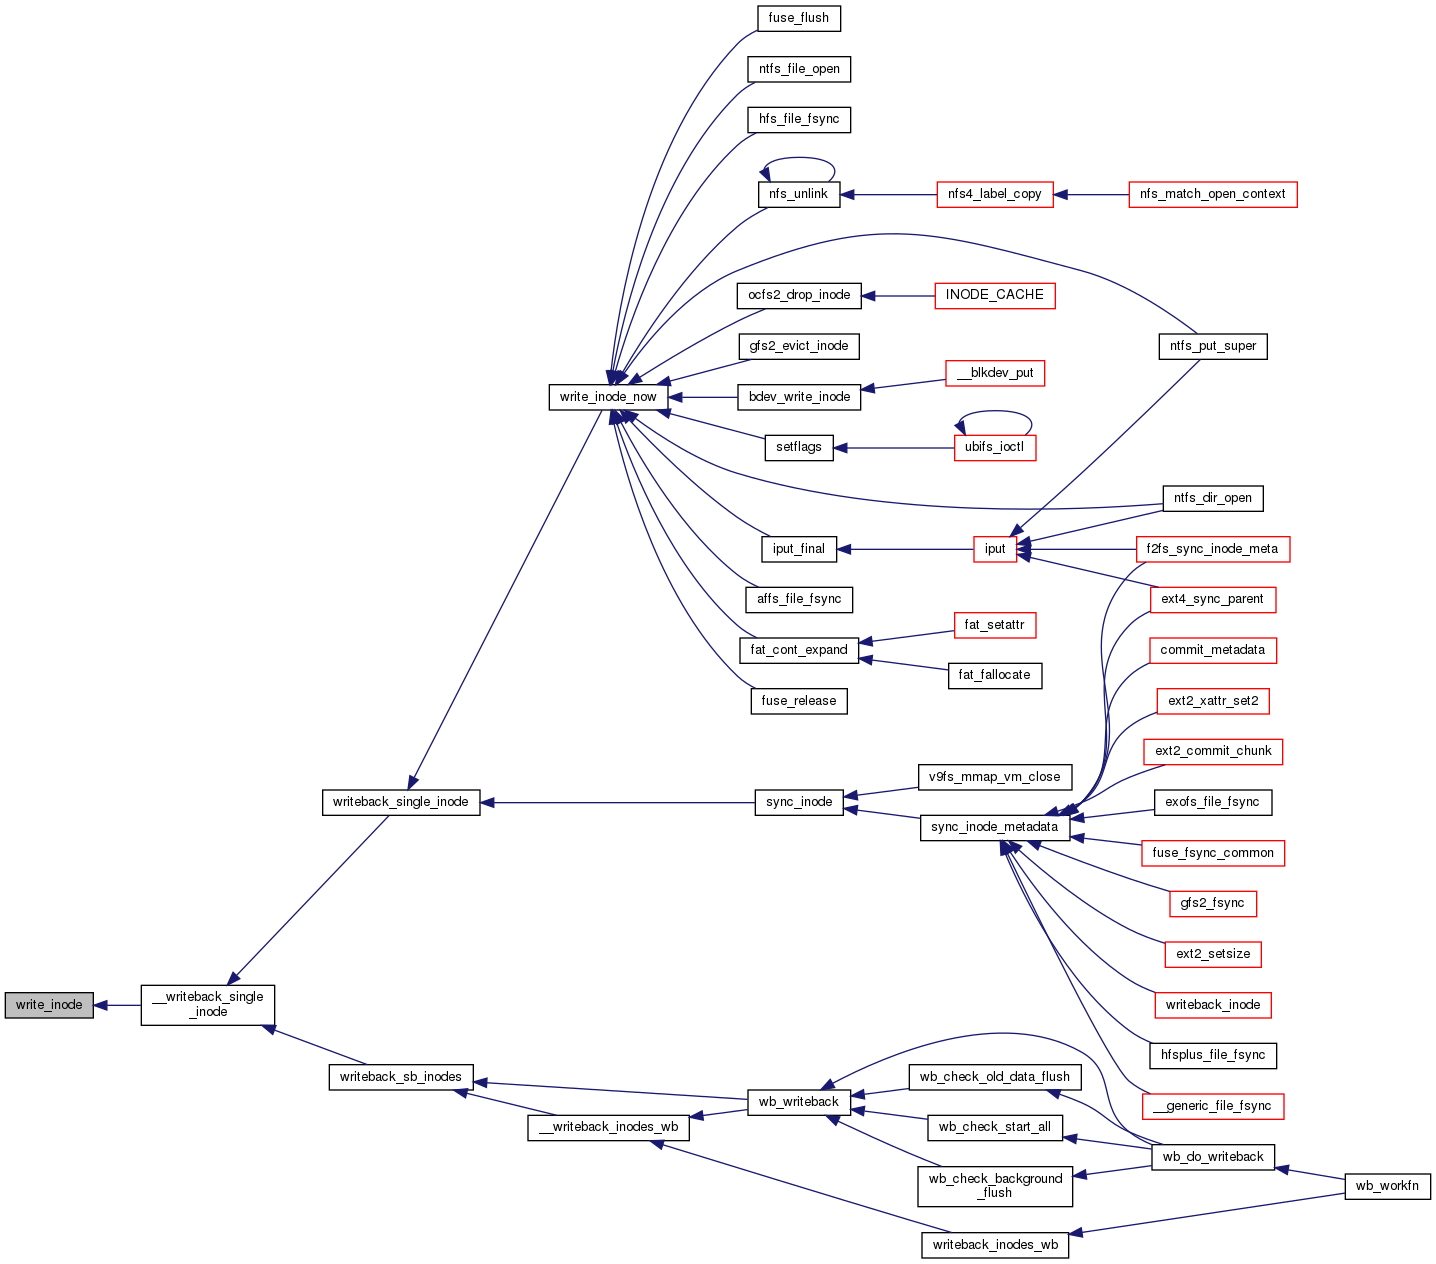 fuse_flush
ntfs_file_open
hfs_file_fsync
nfs_unlink
nfs4_label_copy
nfs_match_open_context
ocfs2_drop_inode
INODE_CACHE
gfs2_evict_inode
ntfs_put_super
__blkdev_put
write_inode_now
bdev_write_inode
setflags
ubifs_ioctl
ntfs_dir_open
iput_final
iput
f2fs_sync_inode_meta
affs_file_fsync
ext4_sync_parent
fat_setattr
fat_cont_expand
commit_metadata
fat_fallocate
fuse_release
ext2_xattr_set2
ext2_commit_chunk
v9fs_mmap_vm_close
writeback_single_inode
sync_inode
exofs_file_fsync
sync_inode_metadata
fuse_fsync_common
gfs2_fsync
ext2_setsize
write_inode
__writeback_single
_inode
writeback_inode
hfsplus_file_fsync
writeback_sb_inodes
wb_check_old_data_flush
wb_writeback
__generic_file_fsync
__writeback_inodes_wb
wb_check_start_all
wb_do_writeback
wb_check_background
_flush
wb_workfn
writeback_inodes_wb